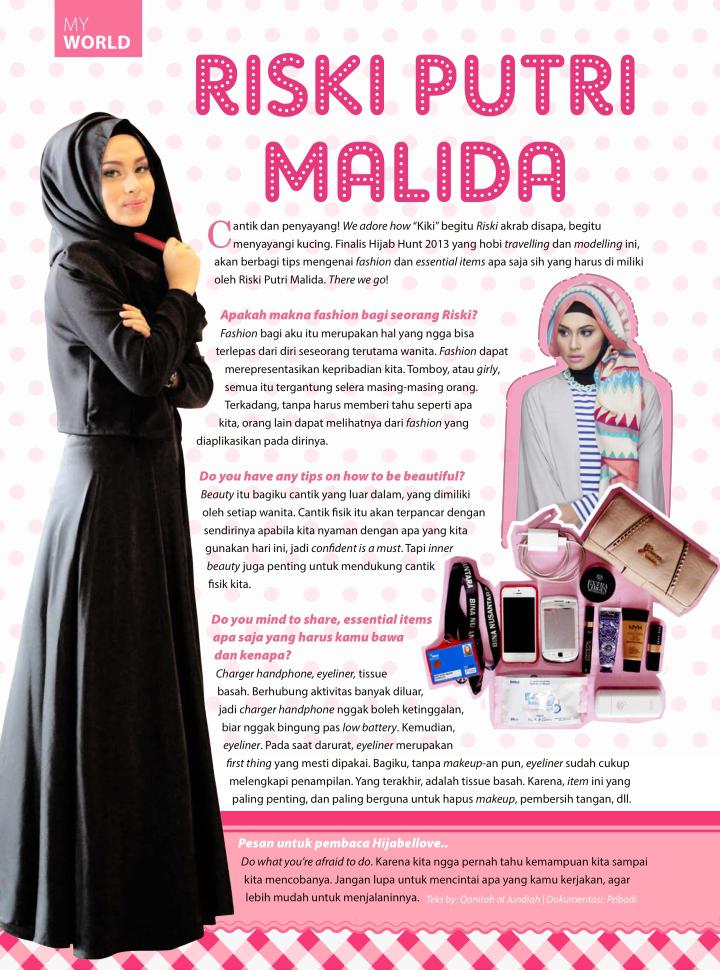 MY
WORLD
RISKI PUTRI
MALIDA
Cantik dan penyayang! We adore how “Kiki” begitu Riski akrab disapa, begitu
menyayangi kucing. Finalis Hijab Hunt 2013 yang hobi travelling dan modelling ini,
akan berbagi tips mengenai fashion dan essential items apa saja sih yang harus di miliki
oleh Riski Putri Malida. There we go!
Apakah makna fashion bagi seorang Riski?
Fashion bagi aku itu merupakan hal yang ngga bisa
terlepas dari diri seseorang terutama wanita. Fashion dapat
merepresentasikan kepribadian kita. Tomboy, atau girly,
semua itu tergantung selera masing-masing orang.
Terkadang, tanpa harus memberi tahu seperti apa
kita, orang lain dapat melihatnya dari fashion yang
diaplikasikan pada dirinya.
Do you have any tips on how to be beautiful?
Beauty itu bagiku cantik yang luar dalam, yang dimiliki
oleh setiap wanita. Cantik fisik itu akan terpancar dengan
sendirinya apabila kita nyaman dengan apa yang kita
gunakan hari ini, jadi confident is a must. Tapi inner
beauty juga penting untuk mendukung cantik
fisik kita.
Do you mind to share, essential items
apa saja yang harus kamu bawa
dan kenapa?
Charger handphone, eyeliner, tissue
basah. Berhubung aktivitas banyak diluar,
jadi charger handphone nggak boleh ketinggalan,
biar nggak bingung pas low battery. Kemudian,
eyeliner. Pada saat darurat, eyeliner merupakan
first thing yang mesti dipakai. Bagiku, tanpa makeup-an pun, eyeliner sudah cukup
melengkapi penampilan. Yang terakhir, adalah tissue basah. Karena, item ini yang
paling penting, dan paling berguna untuk hapus makeup, pembersih tangan, dll.
BINA NUSANTARA
NYX
Pesan untuk pembaca Hijabellove..
Do what you’re afraid to do. Karena kita ngga pernah tahu kemampuan kita sampai
kita mencobanya. Jangan lupa untuk mencintai apa yang kamu kerjakan, agar
lebih mudah untuk menjalaninnya. Teks by: Qonitah al Jundiah | Dokumentasi: Pribadi